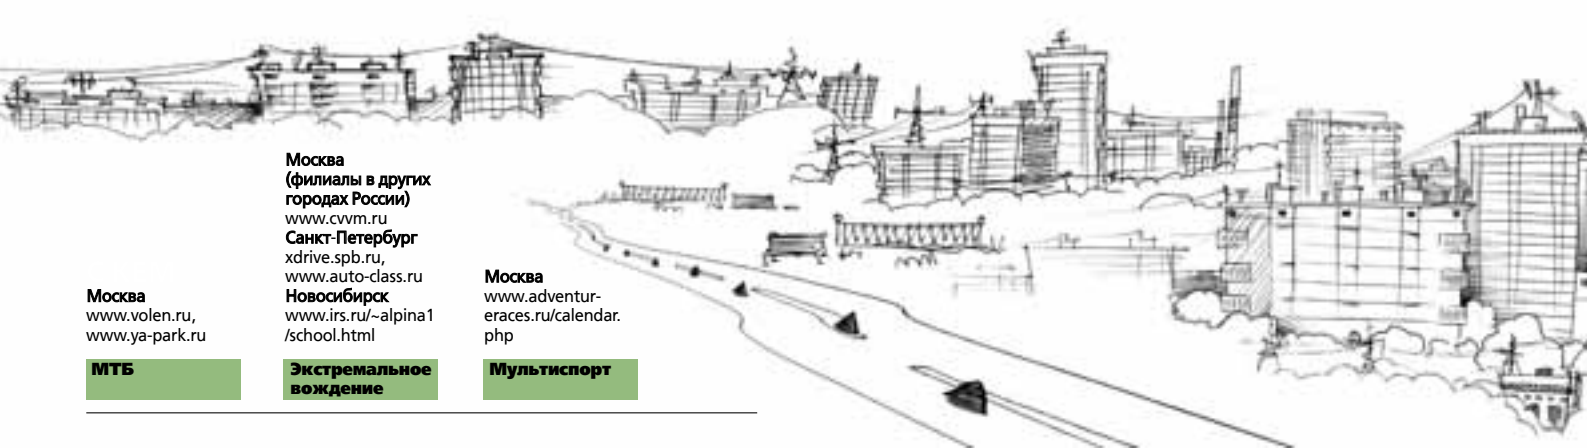 Москва
www.volen.ru,
www.ya-park.ru
МТБ
Москва
(филиалы в других
городах России)
www.cvvm.ru
Санкт-Петербург
xdrive.spb.ru,
www.auto-class.ru
Новосибирск
www.irs.ru/~alpina1
/school.html
Экстремальное
вождение
Москва
www.adventur-
eraces.ru/calendar.
php
Мультиспорт